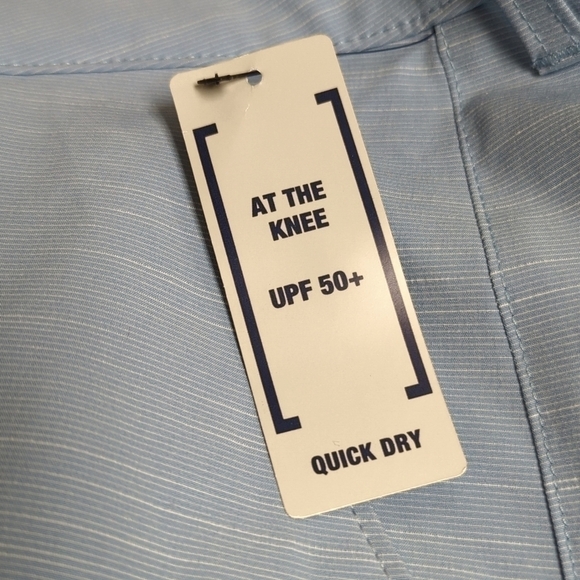 AT THE
KNEE
UPF 50+
QUICK DRY